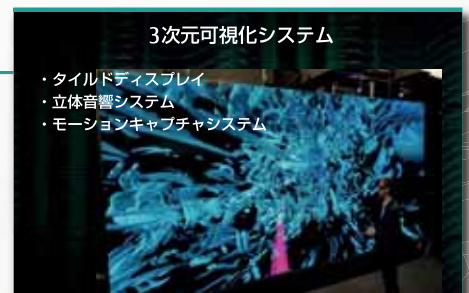 3次元可視化システム
・タイルドディスプレイ
・立体音響システム
・モーションキャプチャシステム